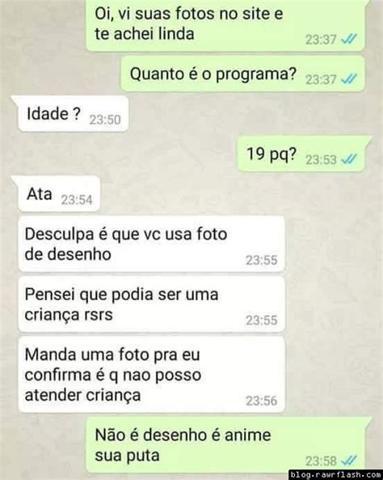 Oi, vi suas fotos no site e
te achei linda
23:37
Quanto é o programa? 23:37
Idade ? 23:50
19 pq? 23:53
Ata 23:54
Desculpa é que vc usa foto
de desenho
23:55
Pensei que podia ser uma
criança rsrs
23:55
Manda uma foto pra eu
confirma é q nao posso
atender criança
23:56
Não é desenho é anime
sua puta
23:58
blog.rawrflash.com